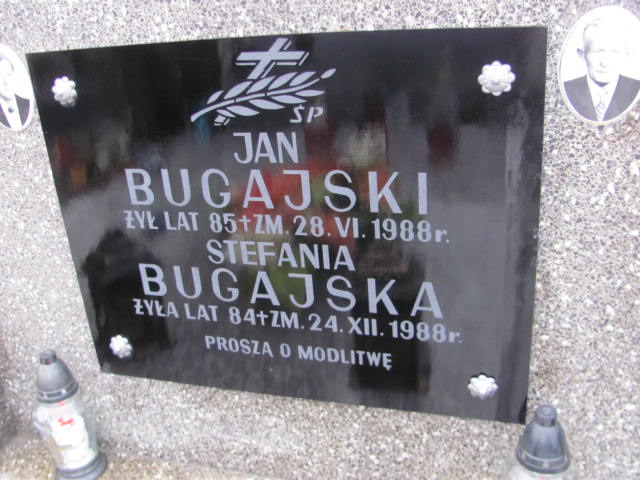 ŚP
JAN
BUGAJSKI
ŻYŁ LAT 85 † ZM. 28. VI. 1988r.
STEFANIA
BUGAJSKA
ŻYŁA LAT 84 † ZM. 24. XII. 1988r.
PROSZA O MODLITWĘ